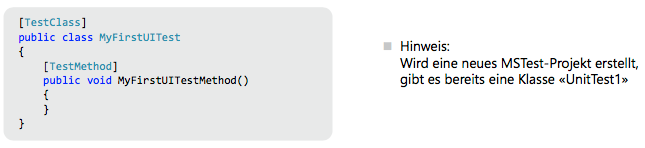 [TestClass]
public class MyFirstUITest
{
[TestMethod]
public void MyFirstUITestMethod()
{
}
}
Hinweis:
Wird eine neues MSTest-Projekt erstellt,
gibt es bereits eine Klasse «UnitTest1»